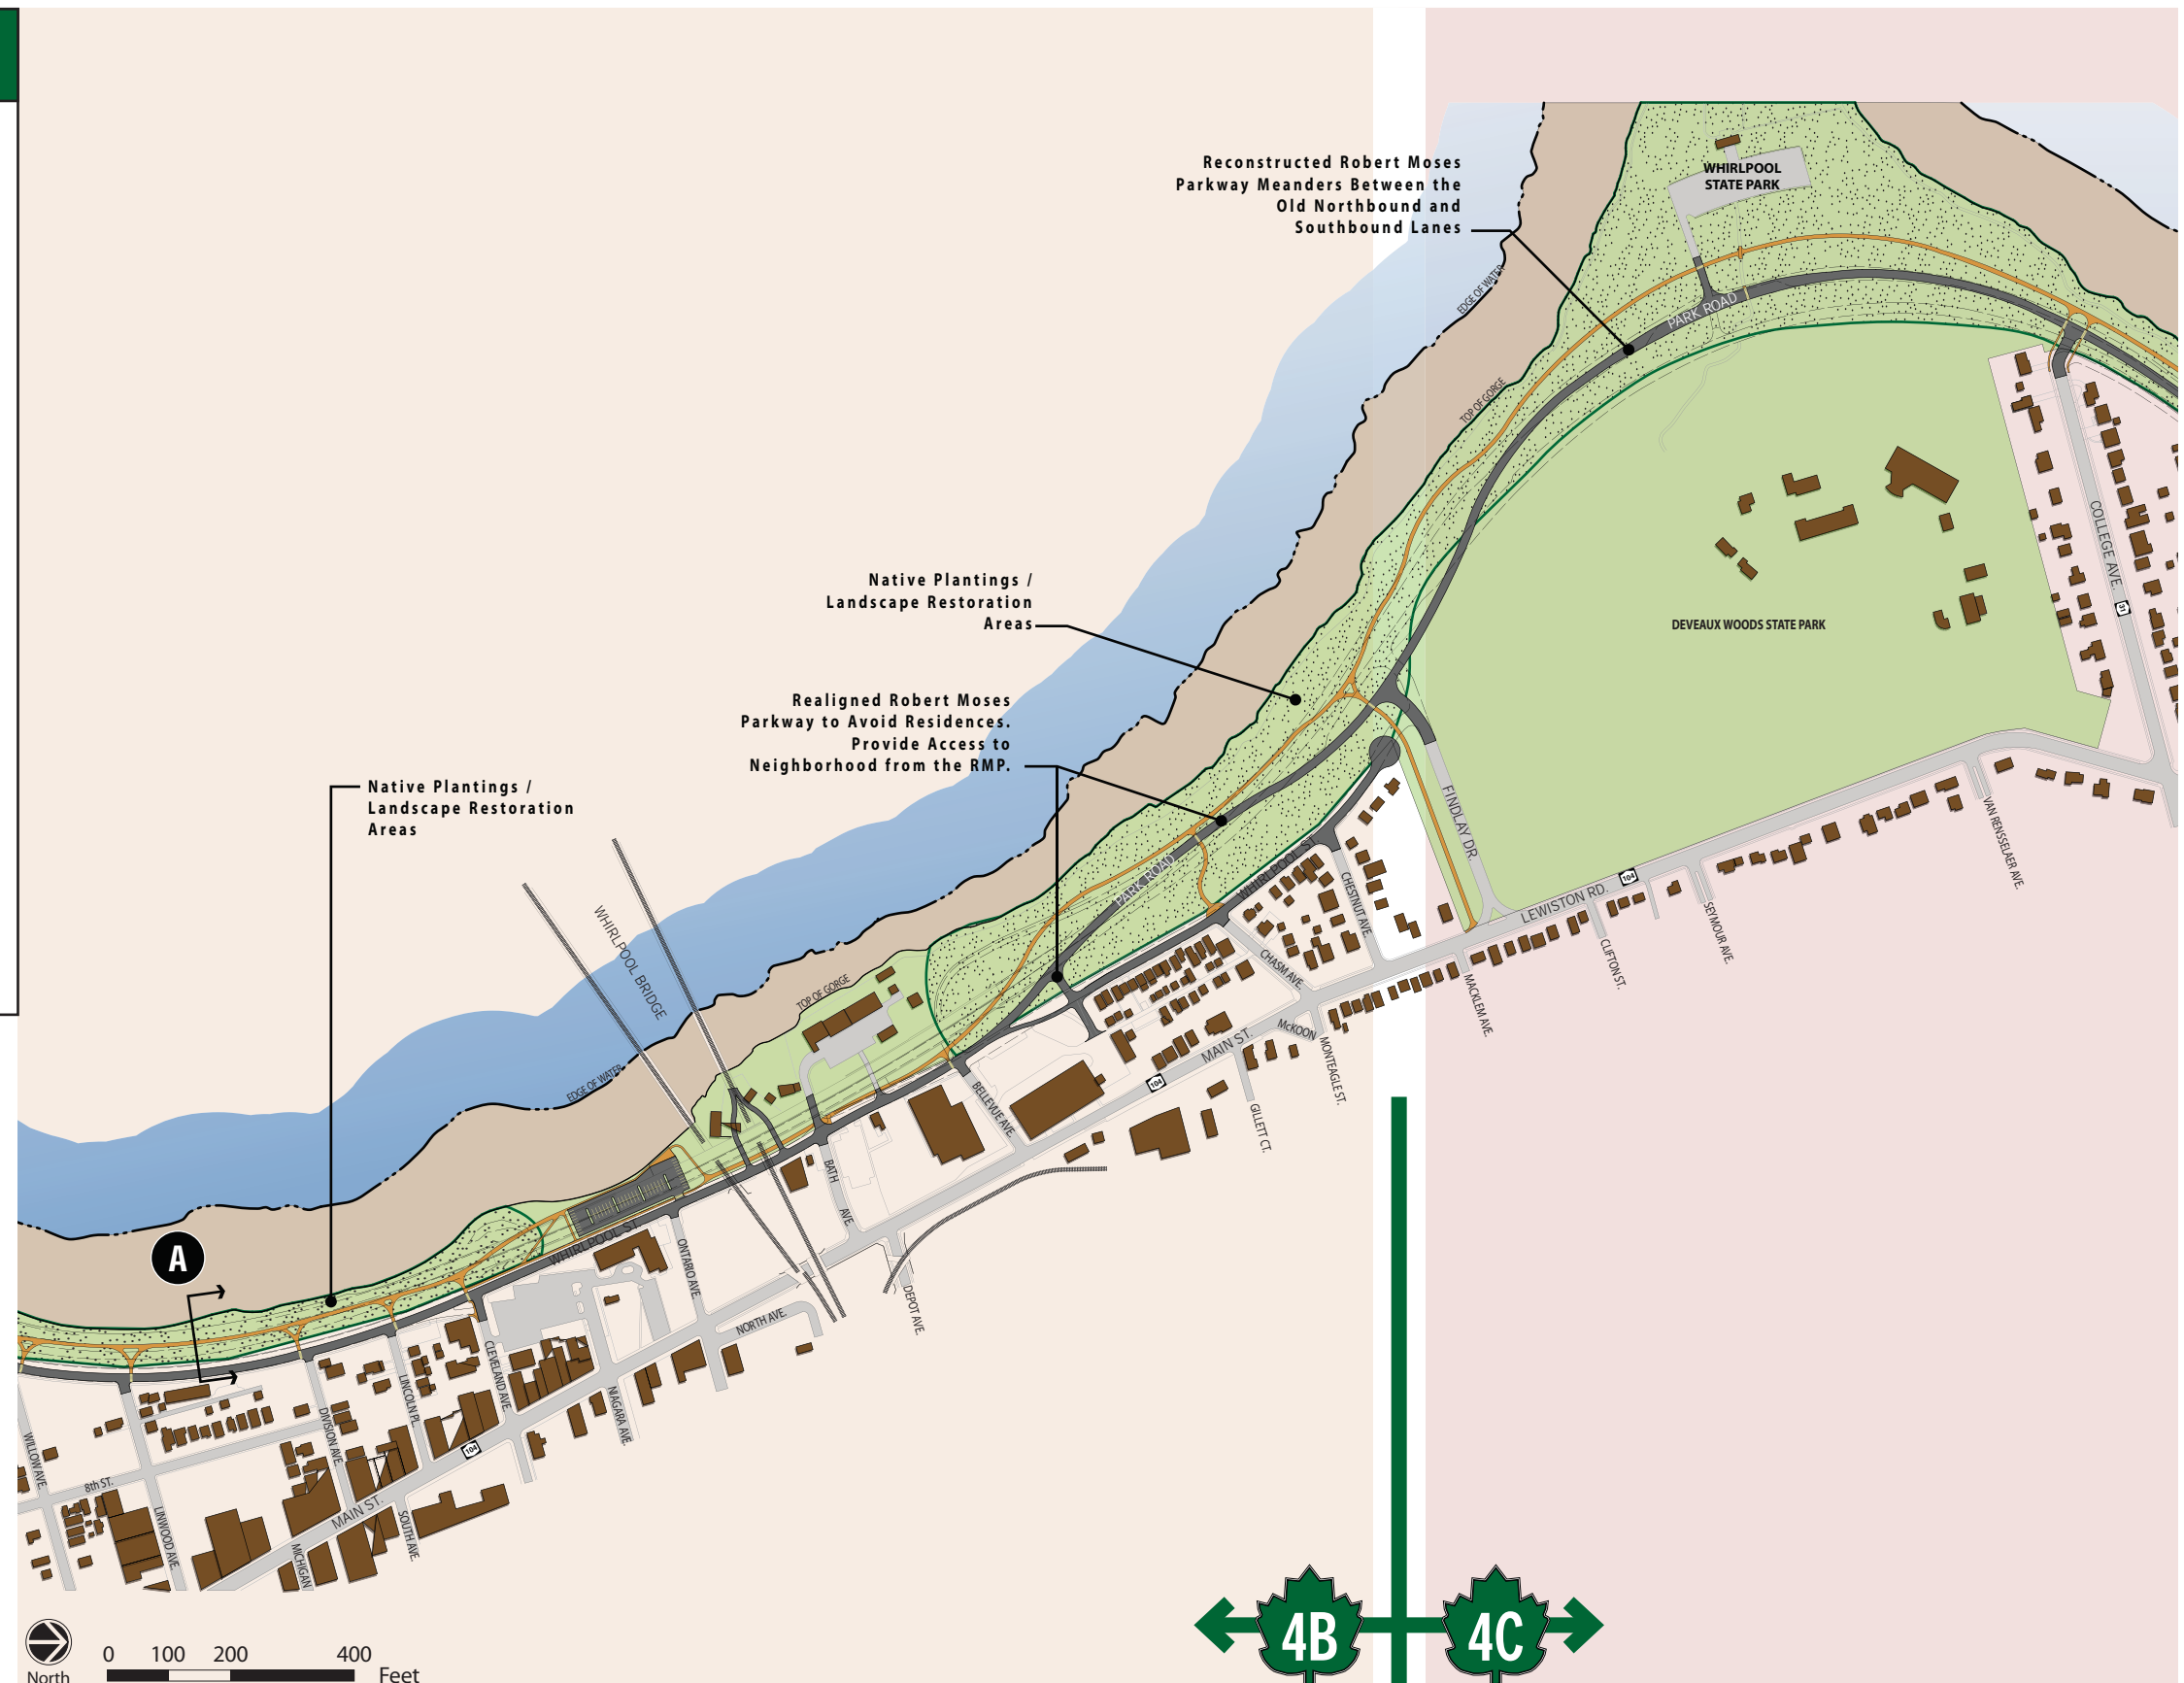 Reconstructed Robert Moses
Parkway Meanders Between the
Old Northbound and
Southbound Lanes
WHIRLPOOL
STATE PARK
EDGE OF WATER
PARK ROAD
TOP OF GORGE
COLLEGE AVE.
31
Native Plantings /
Landscape Restoration
Areas
DEVEAUX WOODS STATE PARK
Realigned Robert Moses
Parkway to Avoid Residences.
Provide Access to
Neighborhood from the RMP.
Native Plantings /
Landscape Restoration
Areas
FINDLAY DR.
VAN RENSSELAER AVE.
WHIRLPOOL ST.
PARK ROAD
CHESTNUT AVE.
104
LEWISTON RD.
SEYMOUR AVE.
CLIFTON ST.
WHIRLPOOL BRIDGE
CHASM AVE.
MACKLEM AVE.
TOP OF GORGE
McKOON
MAIN ST.
MONTEAGLE ST.
104
EDGE OF WATER
BELLEVUE AVE.
GILLETT CT.
BATH AVE.
A
WHIRLPOOL ST.
ONTARIO AVE.
DEPOT AVE.
NORTH AVE.
CLEVELAND AVE.
LINCOLN PL.
NIAGARA AVE.
DIVISION AVE.
WILLOW AVE.
104
8th ST.
MAIN ST.
LINWOOD AVE.
SOUTH AVE.
MICHIGAN
4B
4C
North
0 100 200 400
Feet